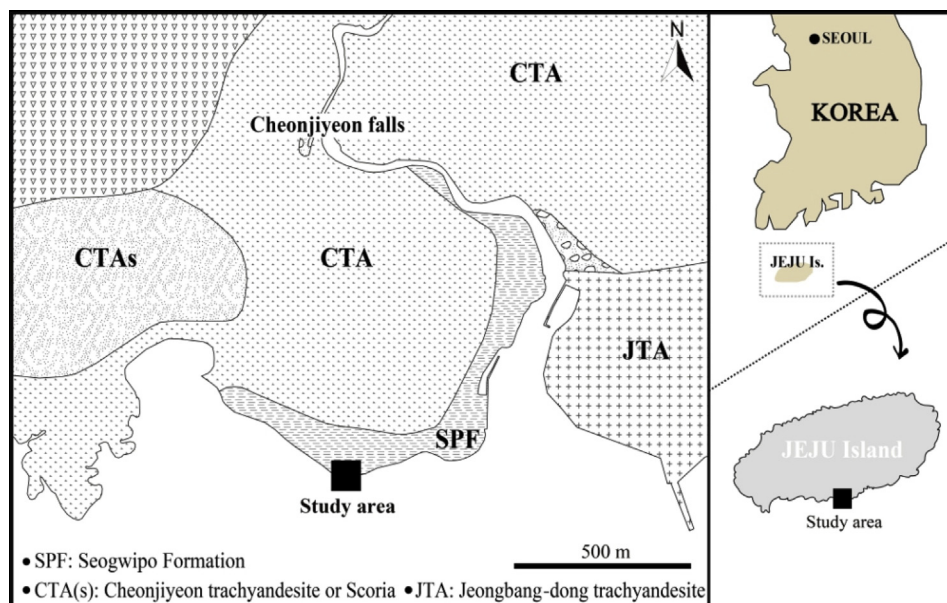 N
CTA
Cheonjiyeon falls
CTAs
CTA
JTA
SPF
Study area
500 m
● SPF: Seogwipo Formation
● CTA(s): Cheonjiyeon trachyandesite or Scoria ● JTA: Jeongbang-dong trachyandesite
SEOUL
KOREA
JEJU Is.
JEJU Island
Study area